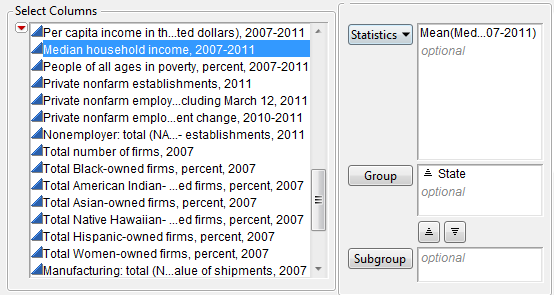 Select Columns
Per capita income in th...ted dollars), 2007-2011
Median household income, 2007-2011
People of all ages in poverty, percent, 2007-2011
Private nonfarm establishments, 2011
Private nonfarm employ...cluding March 12, 2011
Private nonfarm emplo...ent change, 2010-2011
Nonemployer: total (NA...- establishments, 2011
Total number of firms, 2007
Total Black-owned firms, percent, 2007
Total American Indian- ...ed firms, percent, 2007
Total Asian-owned firms, percent, 2007
Total Native Hawaiian- ...ed firms, percent, 2007
Total Hispanic-owned firms, percent, 2007
Total Women-owned firms, percent, 2007
Manufacturing: total (N...alue of shipments, 2007
Statistics
Mean(Med...07-2011)
optional
Group
State
optional
Subgroup
optional